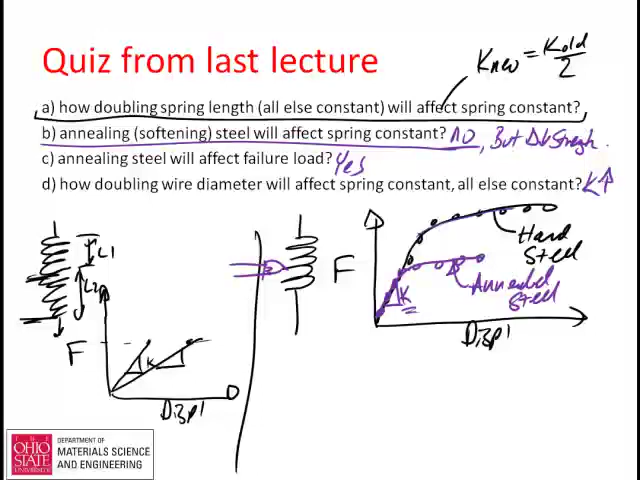 Quiz from last lecture
Knew = Kold/2
a) how doubling spring length (all else constant) will affect spring constant?
b) annealing (softening) steel will affect spring constant? NO, But
c) annealing steel will affect failure load? Yes
d) how doubling wire diameter will affect spring constant, all else constant? K↑
L1
L2
F
K
Displ
F
K
Hard
Steel
Annealed
Steel
Displ
THE
OHIO
STATE
UNIVERSITY
DEPARTMENT OF
MATERIALS SCIENCE
AND ENGINEERING